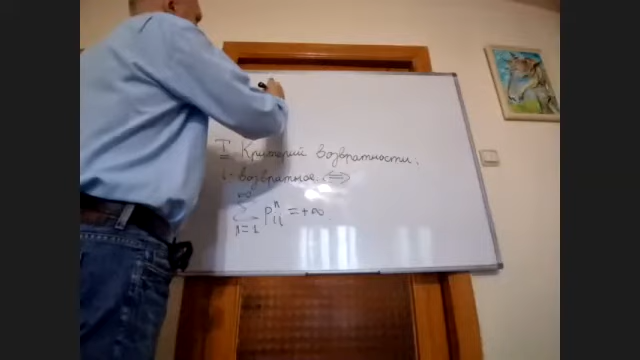 T Критерий возвратности.
i - возвратное ⟺
∞
∑ pⁿᵢᵢ = +∞
n=1